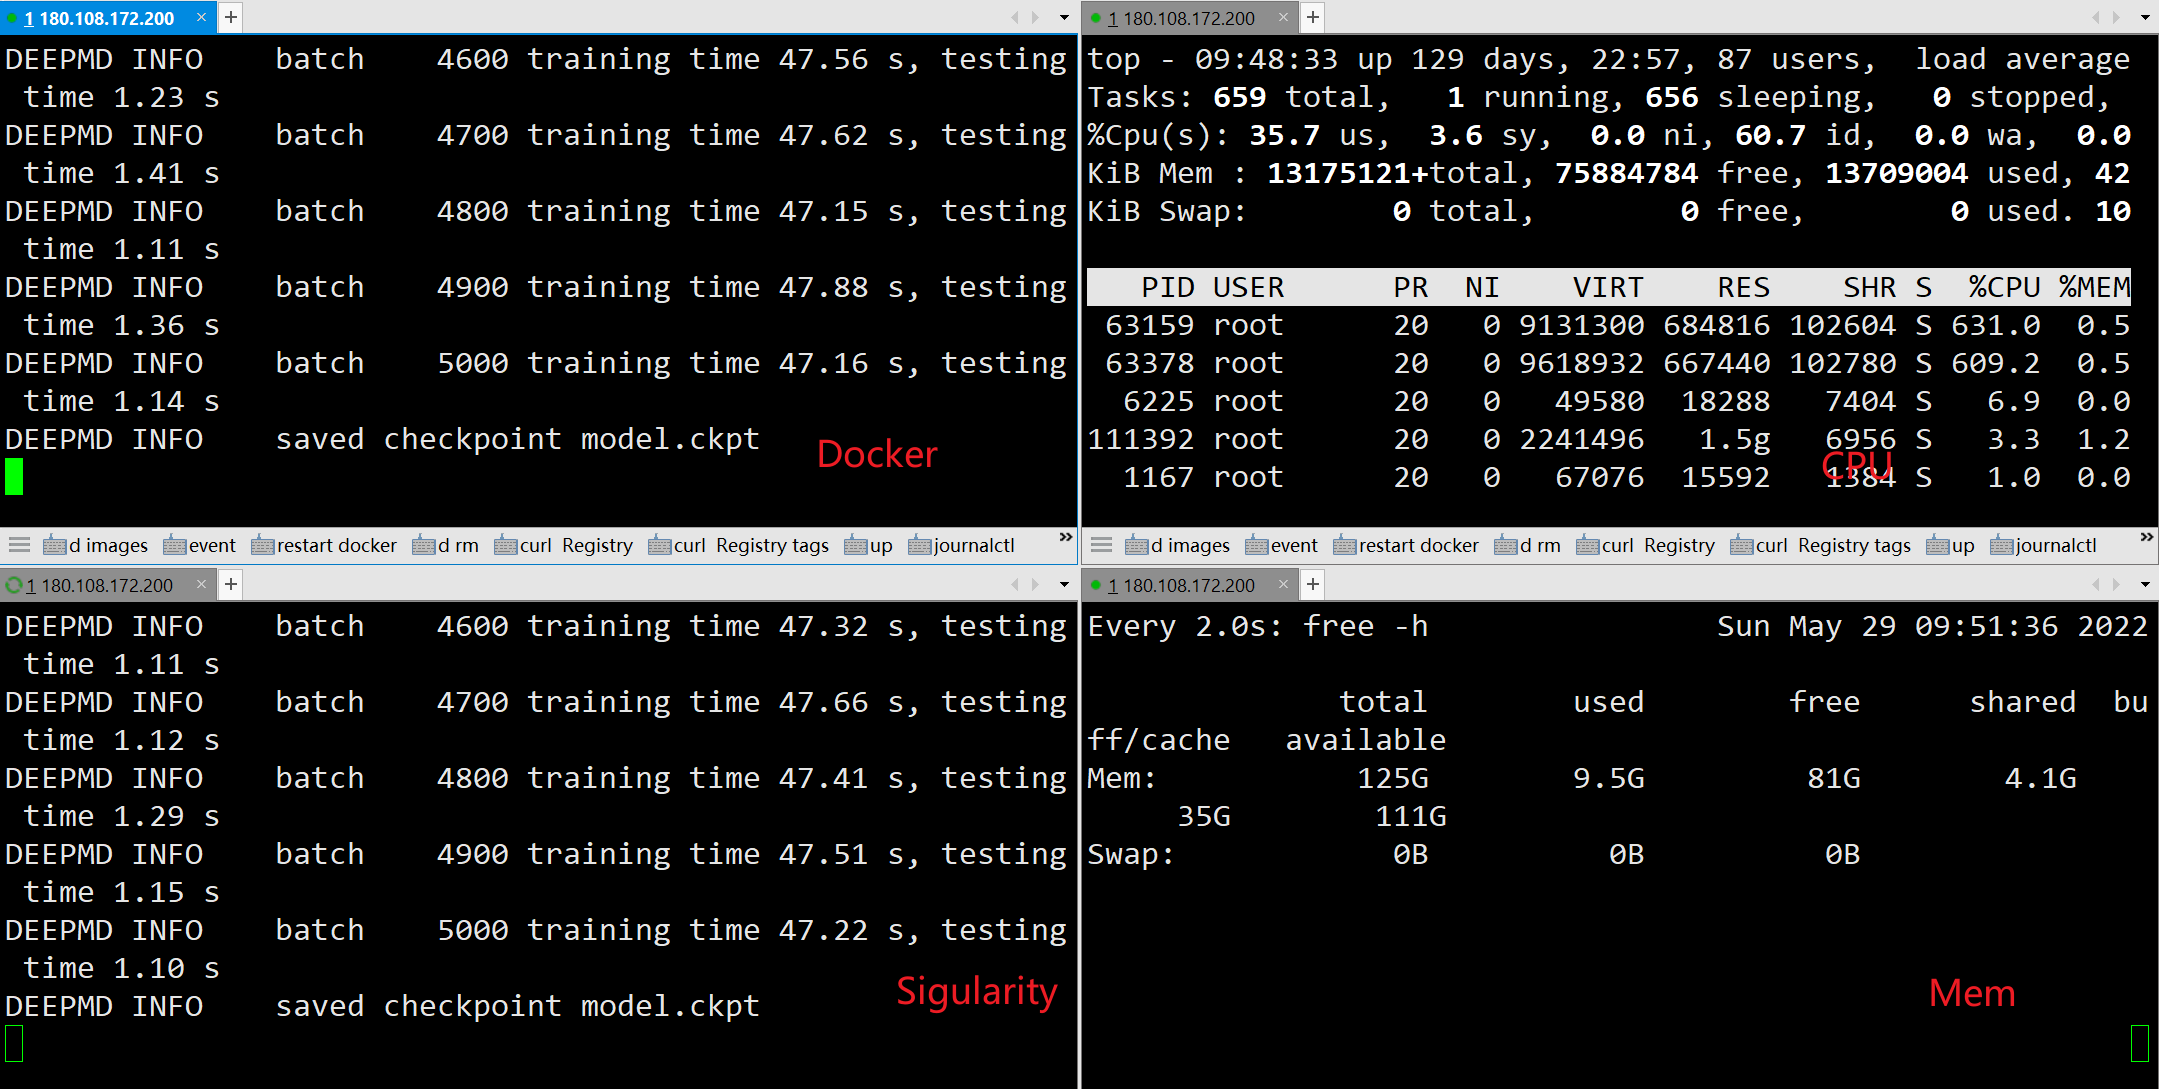 1 180.108.172.200 × +
DEEPMD INFO    batch    4600 training time 47.56 s, testing
 time 1.23 s
DEEPMD INFO    batch    4700 training time 47.62 s, testing
 time 1.41 s
DEEPMD INFO    batch    4800 training time 47.15 s, testing
 time 1.11 s
DEEPMD INFO    batch    4900 training time 47.88 s, testing
 time 1.36 s
DEEPMD INFO    batch    5000 training time 47.16 s, testing
 time 1.14 s
DEEPMD INFO    saved checkpoint model.ckpt
Docker
d images event restart docker d rm curl Registry curl Registry tags up journalctl »
1 180.108.172.200 × +
top - 09:48:33 up 129 days, 22:57, 87 users,  load average
Tasks: 659 total,   1 running, 656 sleeping,   0 stopped,
%Cpu(s): 35.7 us,  3.6 sy,  0.0 ni, 60.7 id,  0.0 wa,  0.0
KiB Mem : 13175121+total, 75884784 free, 13709004 used, 42
KiB Swap:        0 total,        0 free,        0 used. 10
   PID USER      PR  NI    VIRT    RES    SHR S  %CPU %MEM
 63159 root      20   0 9131300 684816 102604 S 631.0  0.5
 63378 root      20   0 9618932 667440 102780 S 609.2  0.5
  6225 root      20   0   49580  18288   7404 S   6.9  0.0
111392 root      20   0 2241496   1.5g   6956 S   3.3  1.2
  1167 root      20   0   67076  15592   1384 S   1.0  0.0
CPU
d images event restart docker d rm curl Registry curl Registry tags up journalctl »
1 180.108.172.200 × +
DEEPMD INFO    batch    4600 training time 47.32 s, testing
 time 1.11 s
DEEPMD INFO    batch    4700 training time 47.66 s, testing
 time 1.12 s
DEEPMD INFO    batch    4800 training time 47.41 s, testing
 time 1.29 s
DEEPMD INFO    batch    4900 training time 47.51 s, testing
 time 1.15 s
DEEPMD INFO    batch    5000 training time 47.22 s, testing
 time 1.10 s
DEEPMD INFO    saved checkpoint model.ckpt
Sigularity
1 180.108.172.200 × +
Every 2.0s: free -h                Sun May 29 09:51:36 2022
              total        used        free      shared  bu
ff/cache   available
Mem:           125G        9.5G         81G        4.1G
     35G        111G
Swap:            0B          0B          0B
Mem